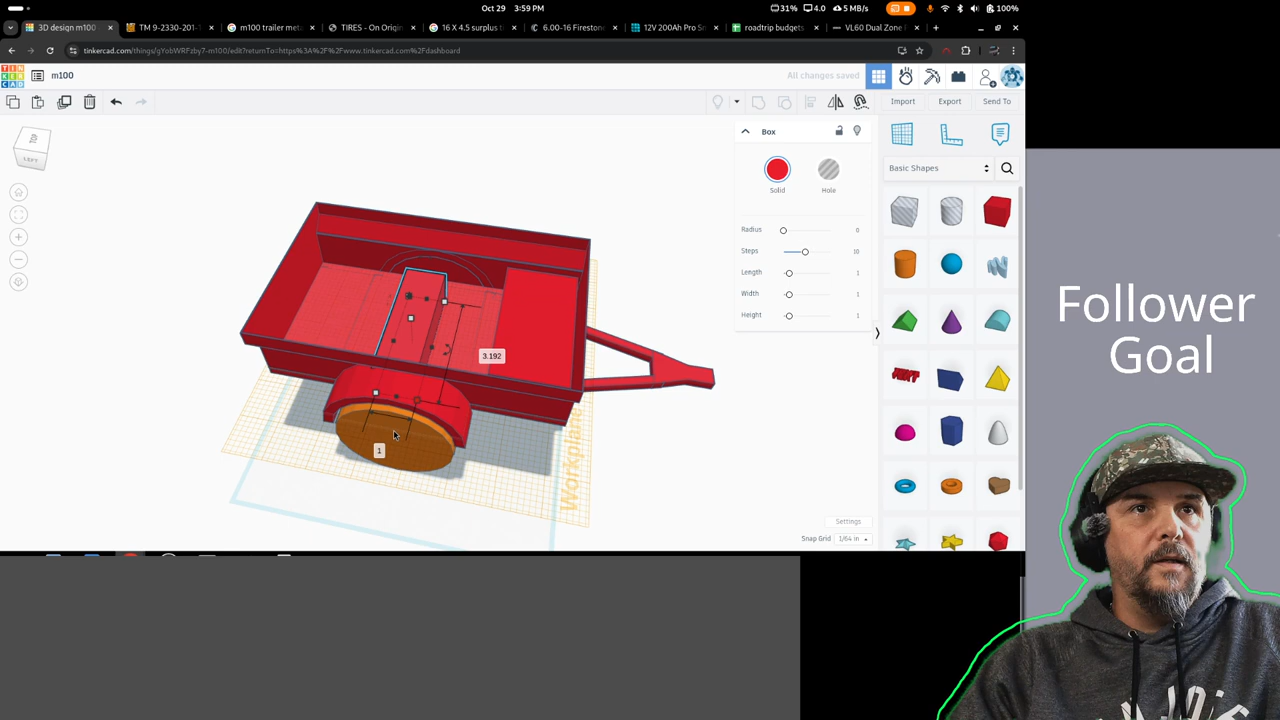 Oct 29 3:59 PM
31% 4.0 5 MB/s 100%
3D design m100 TM 9-2330-201- m100 trailer meta TIRES - On Origin 16 X 4.5 surplus t 6.00-16 Fireston 12V 200Ah Pro S roadtrip budgets VL60 Dual Zone
tinkercad.com/things/gYobWRFzby7-m100/edit?returnTo=https%3A%2F%2Fwww.tinkercad.com%2Fdashboard
TIN
KER
CAD
m100
All changes saved
Import Export Send To
LEFT
Box
Solid Hole
Basic Shapes
Radius 0
Steps 10
Length 1
Width 1
Height 1
3.192
1
Workplane
Settings
Snap Grid 1/64 in
Follower
Goal